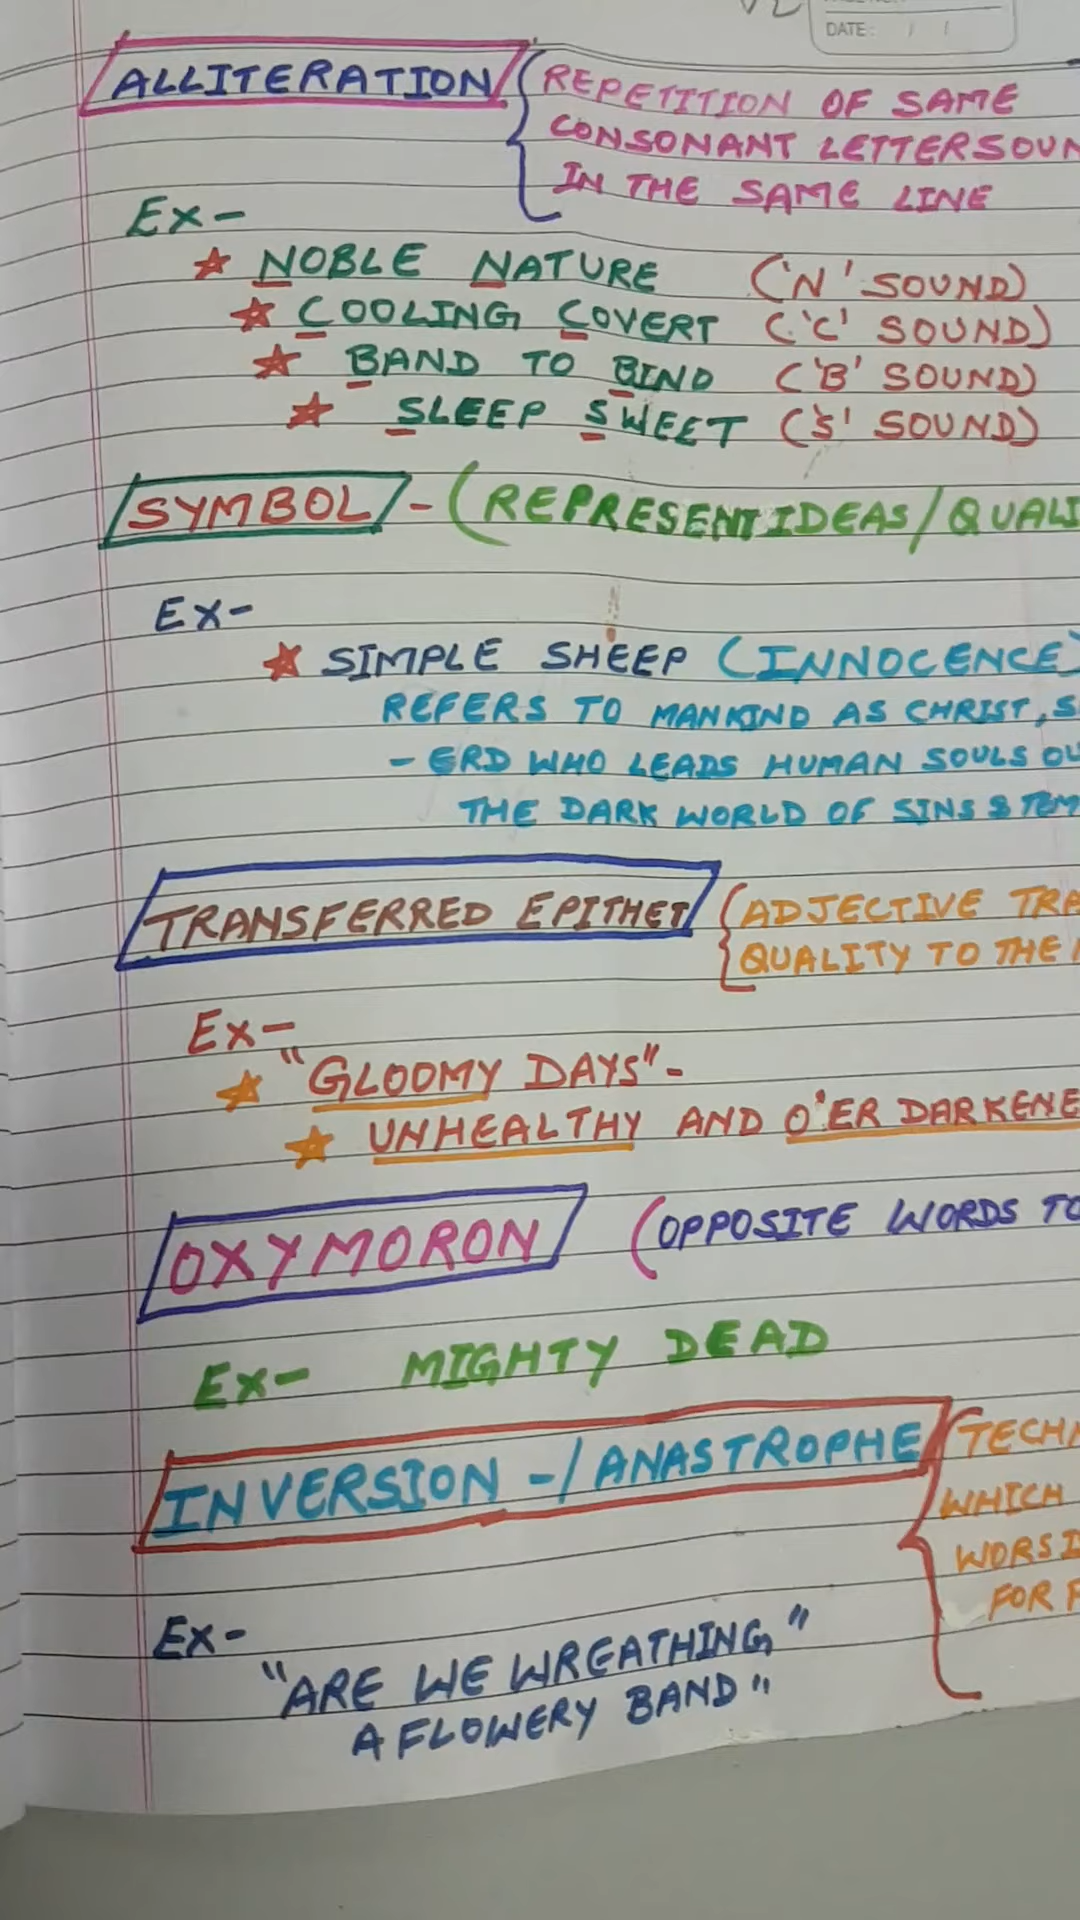 DATE: / /
ALLITERATION REPETITION OF SAME
CONSONANT LETTERSOUN
IN THE SAME LINE
EX-
NOBLE NATURE ('N' SOUND)
COOLING COVERT ('C' SOUND)
BAND TO BIND ('B' SOUND)
SLEEP SWEET ('S' SOUND)
SYMBOL - (REPRESENT IDEAS/QUALI
EX-
SIMPLE SHEEP (INNOCENCE)
REFERS TO MANKIND AS CHRIST, S
- ERD WHO LEADS HUMAN SOULS OU
THE DARK WORLD OF SINS & TEM
TRANSFERRED EPITHET ADJECTIVE TRA
QUALITY TO THE
EX-
"GLOOMY DAYS"-
UNHEALTHY AND O'ER DARKENE
OXYMORON (OPPOSITE WORDS TO
EX- MIGHTY DEAD
INVERSION -/ANASTROPHE TECH
WHICH
WORS I
FOR
EX-
"ARE WE WREATHING"
A FLOWERY BAND"